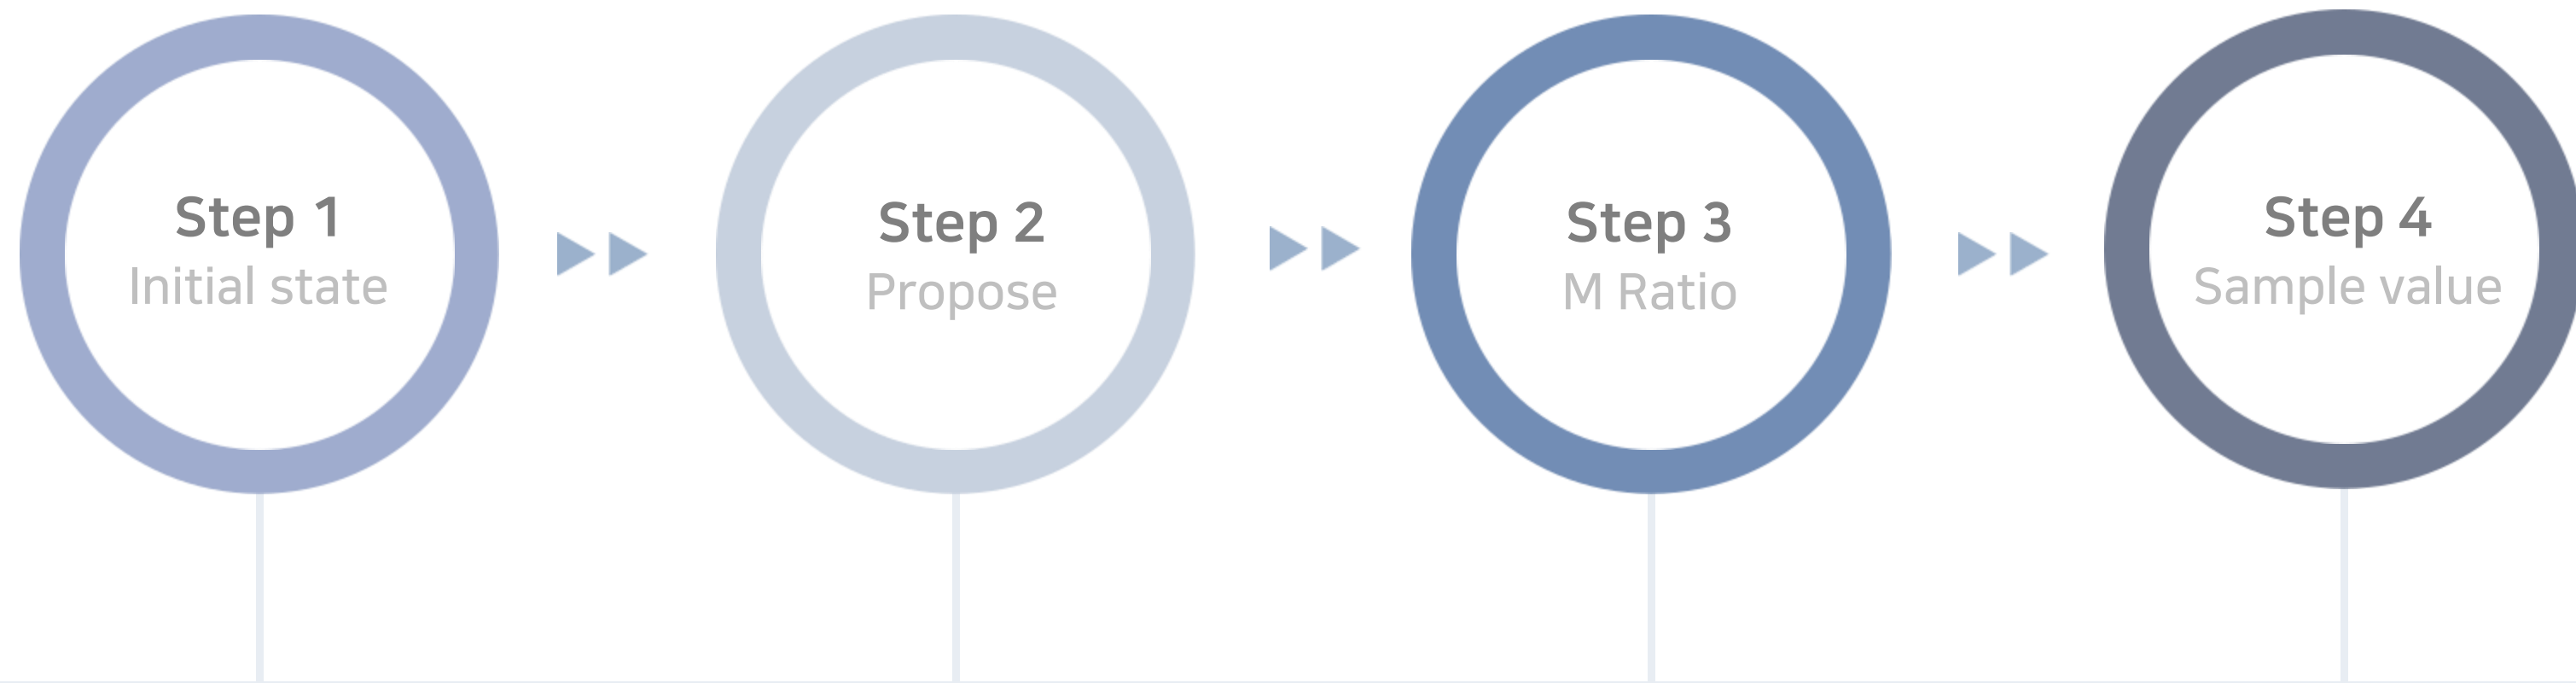 Step 1
Initial state
Step 2
Propose
Step 3
M Ratio
Step 4
Sample value